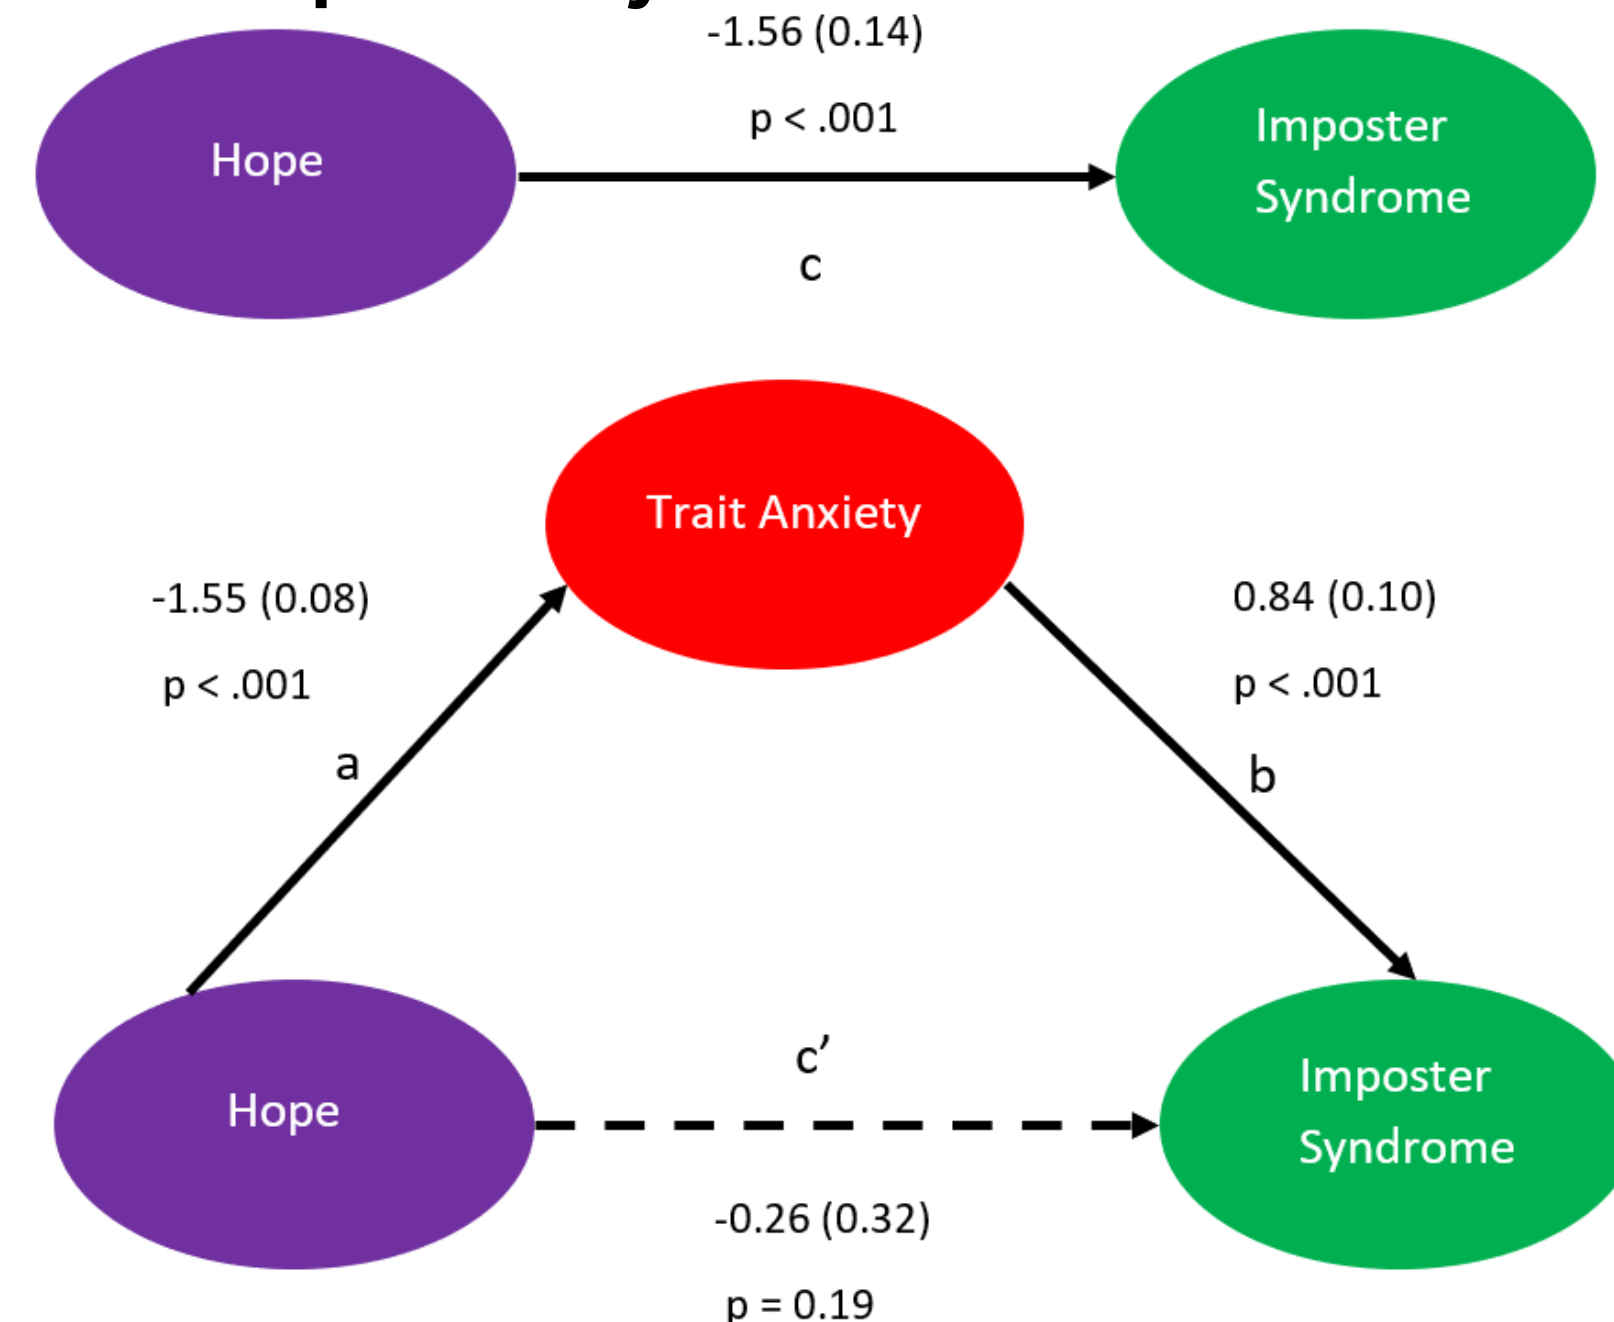 -1.56 (0.14)
p < .001
Hope
Imposter
Syndrome
c
Trait Anxiety
-1.55 (0.08)
p < .001
a
0.84 (0.10)
p < .001
b
Hope
c’
Imposter
Syndrome
-0.26 (0.32)
p = 0.19